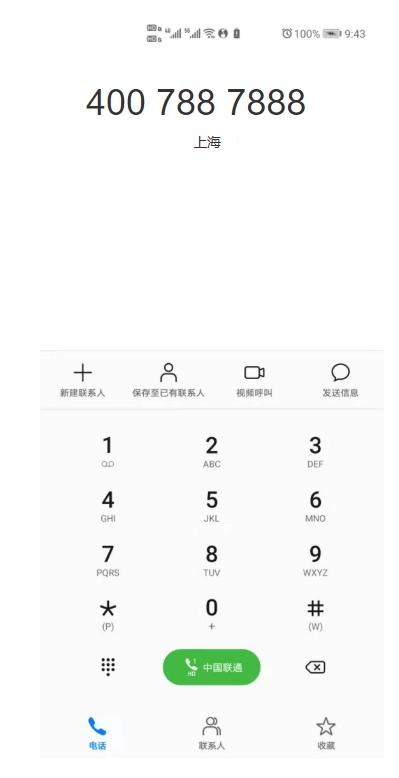 100% 9:43
400 788 7888
上海
新建联系人 保存至已有联系人 视频呼叫 发送信息
1 2 3
ABC DEF
4 5 6
GHI JKL MNO
7 8 9
PQRS TUV WXYZ
* 0 #
(P) + (W)
1 HD 中国联通
电话 联系人 收藏